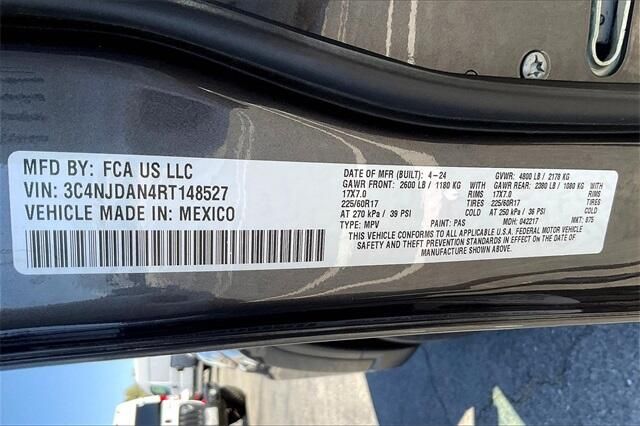 MFD BY: FCA US LLC
VIN: 3C4NJDAN4RT148527
VEHICLE MADE IN: MEXICO
DATE OF MFR (BUILT): 4-24 GVWR: 4800 LB / 2178 KG
GAWR FRONT: 2600 LB / 1180 KG WITH GAWR REAR: 2380 LB / 1080 KG WITH
17X7.0 RIMS 17X7.0 RIMS
225/60R17 TIRES 225/60R17 TIRES
AT 270 kPa / 39 PSI COLD AT 250 kPa / 36 PSI COLD
TYPE: MPV PAINT: PAS MDH: 042217 875
THIS VEHICLE CONFORMS TO ALL APPLICABLE U.S.A. FEDERAL MOTOR VEHICLE
SAFETY AND THEFT PREVENTION STANDARDS IN EFFECT ON THE DATE OF
MANUFACTURE SHOWN ABOVE.